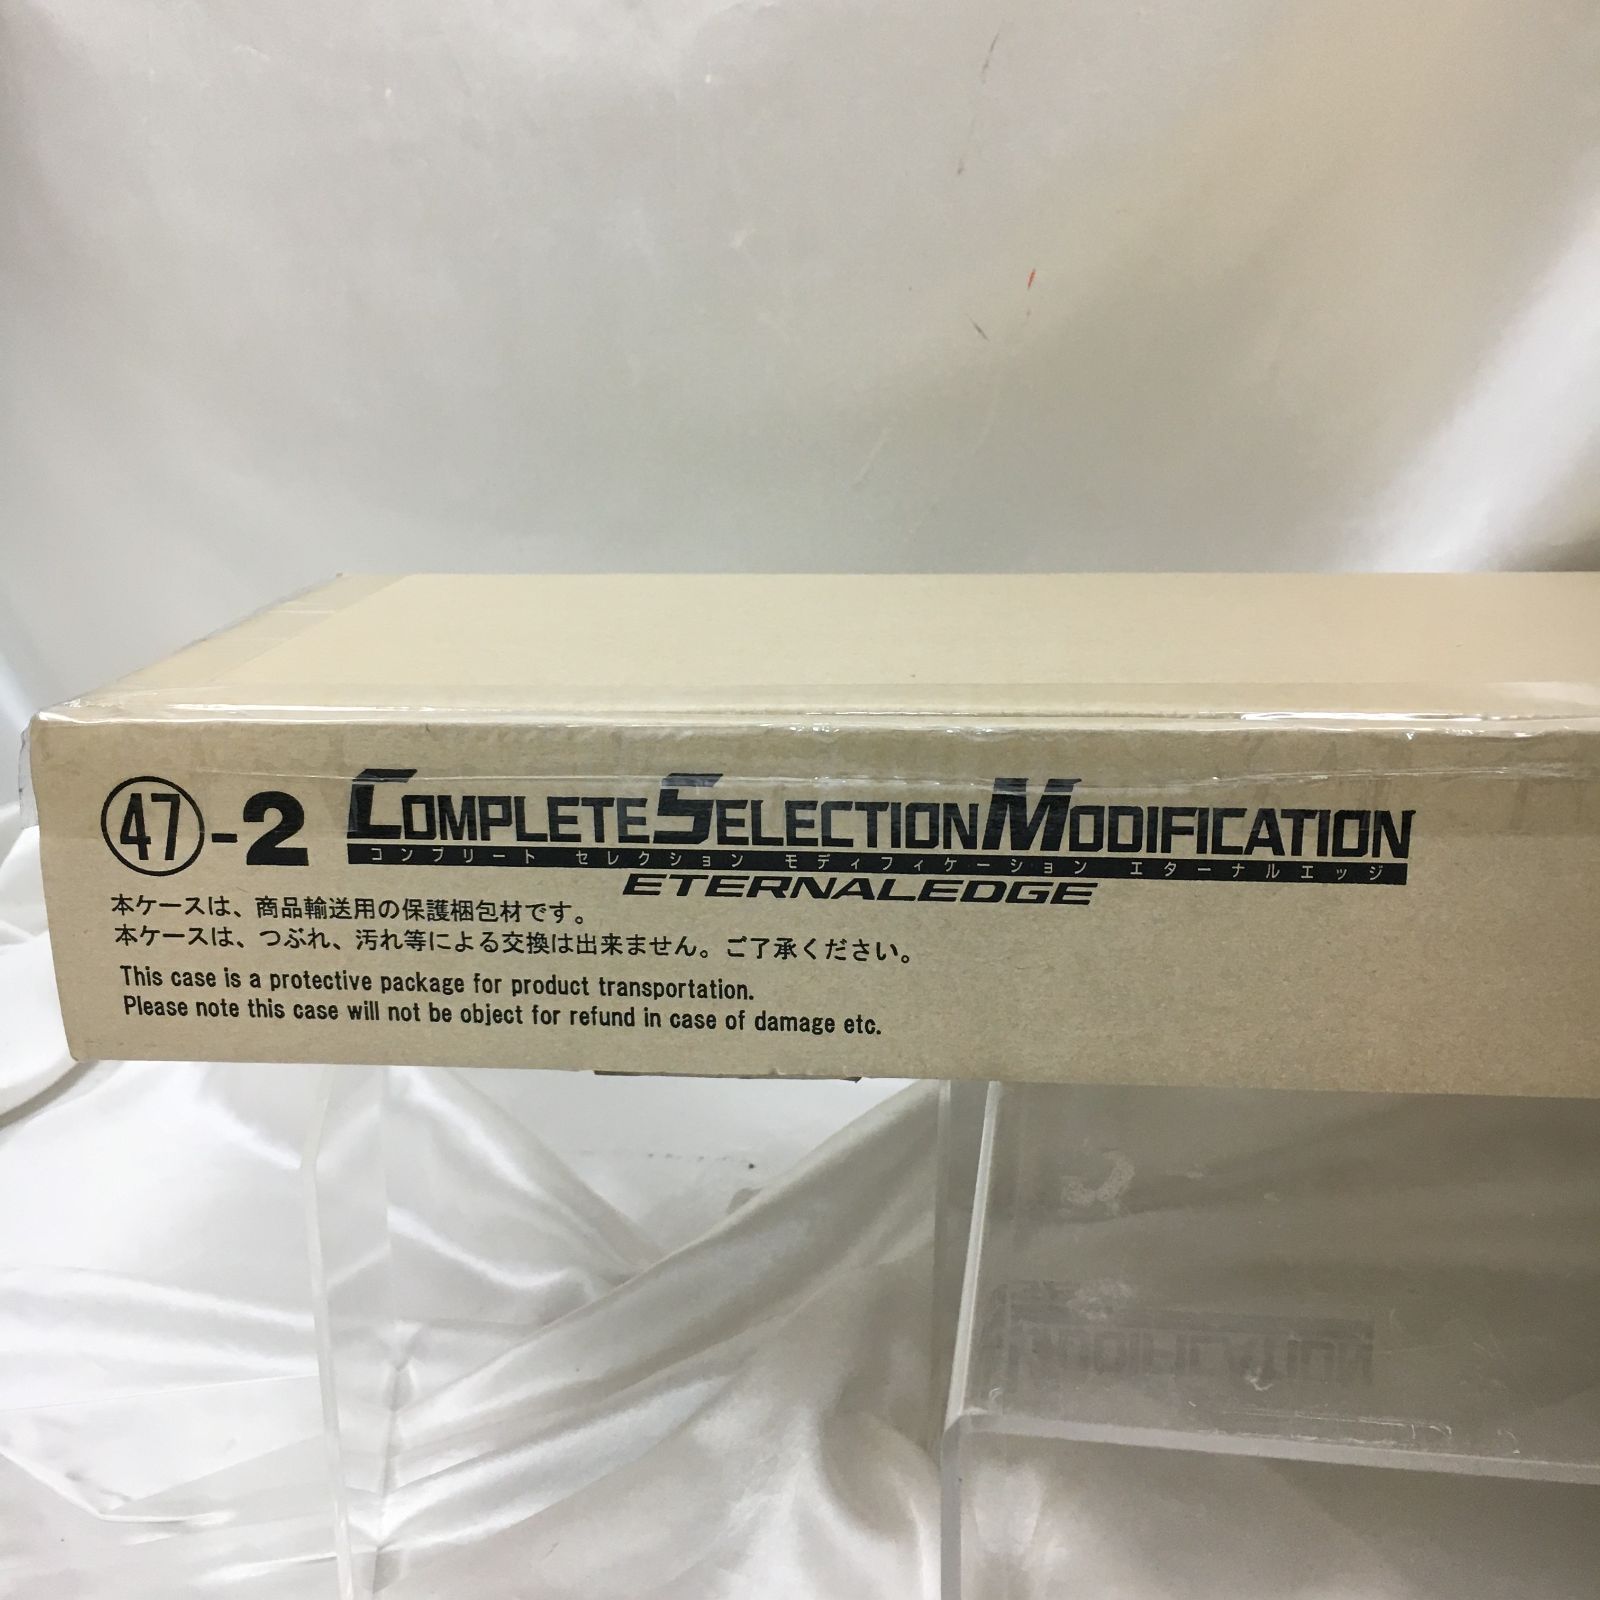 ㊼-2 COMPLETE SELECTION MODIFICATION
コンプリート セレクション モディフィケーション エターナルエッジ
ETERNALEDGE
本ケースは、商品輸送用の保護梱包材です。
本ケースは、つぶれ、汚れ等による交換は出来ません。ご了承ください。
This case is a protective package for product transportation.
Please note this case will not be object for refund in case of damage etc.